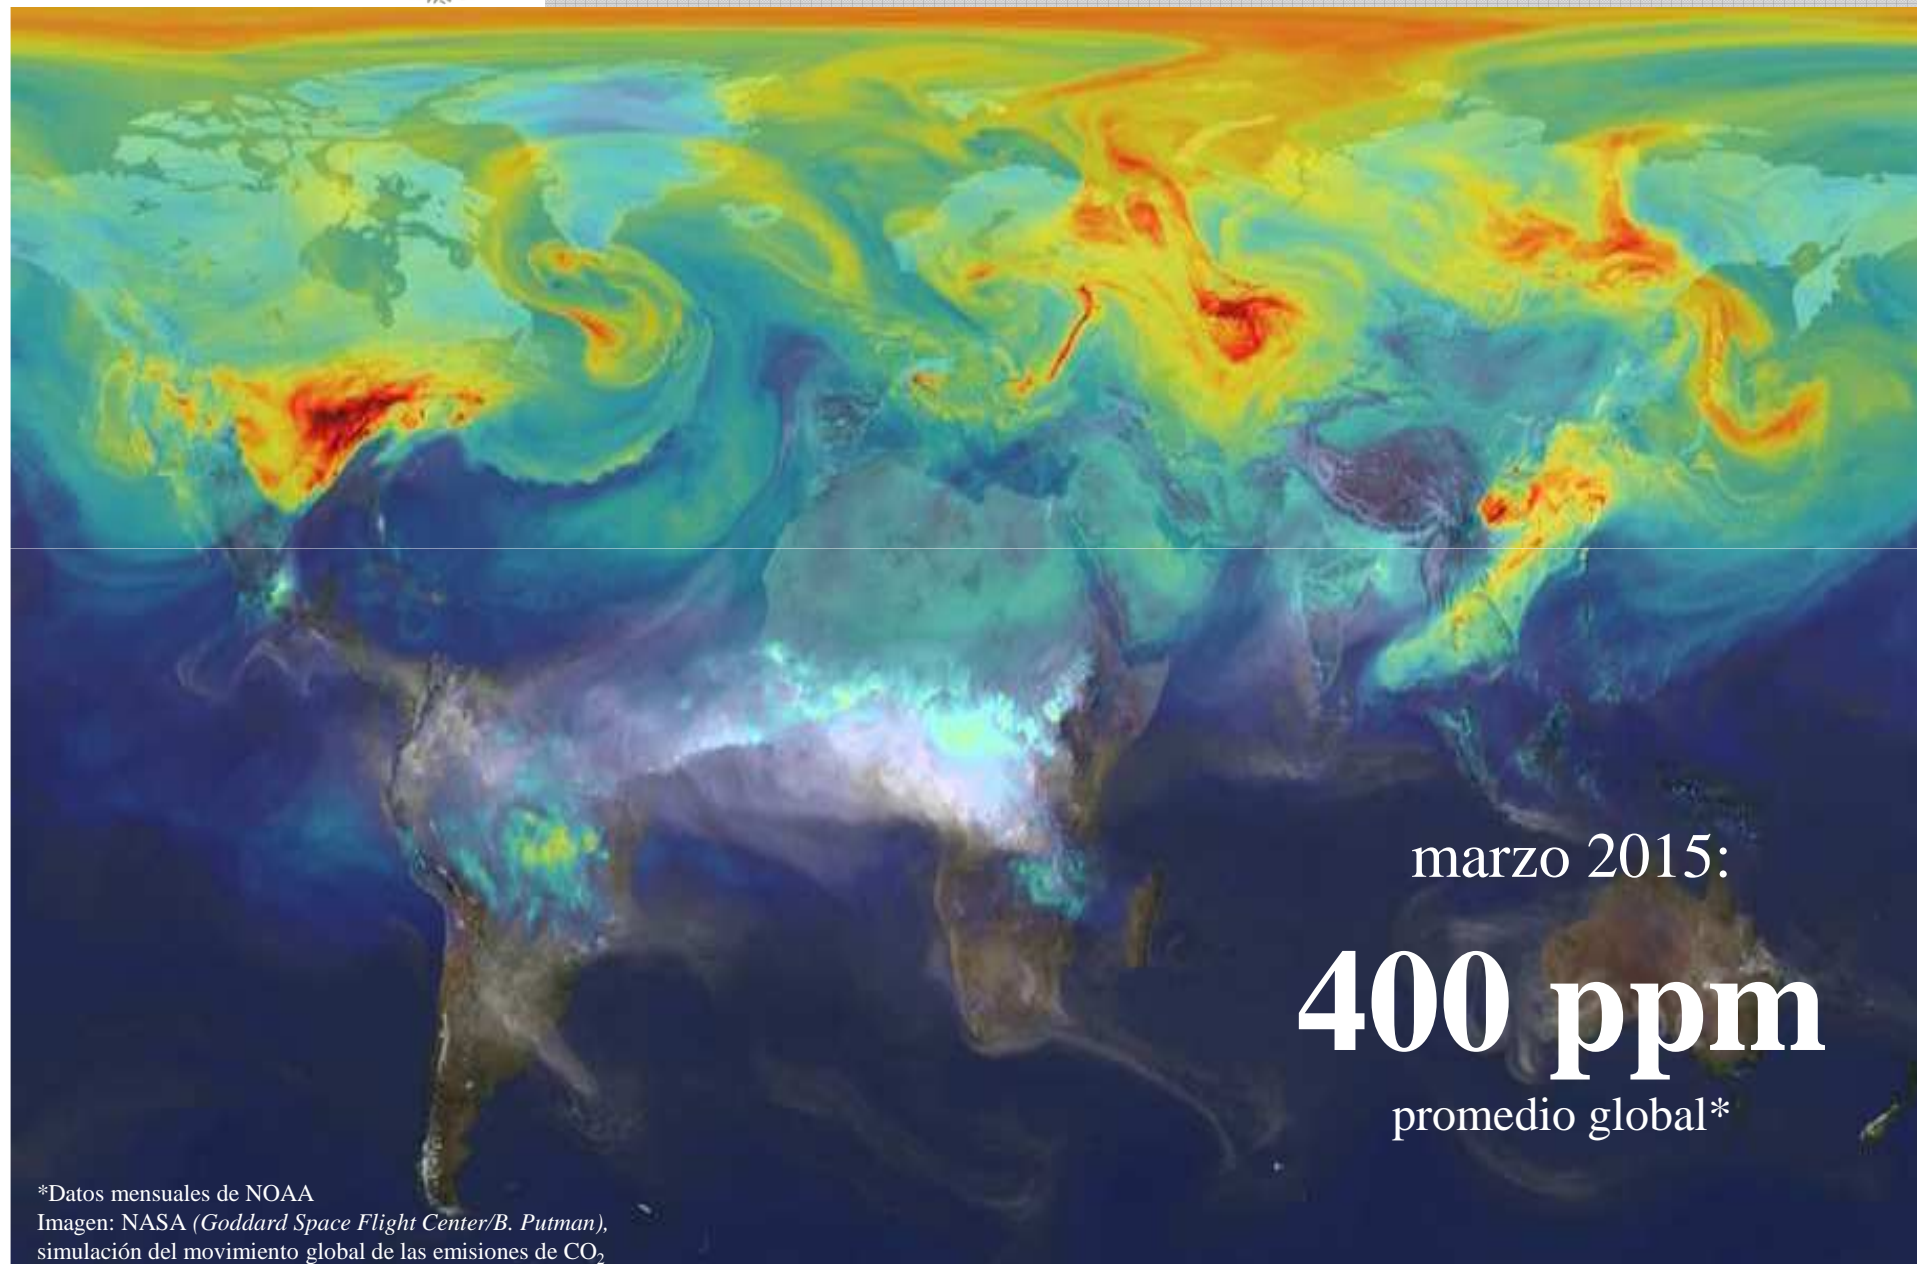 marzo 2015:
400 ppm
promedio global*
*Datos mensuales de NOAA
Imagen: NASA (Goddard Space Flight Center/B. Putman),
simulación del movimiento global de las emisiones de CO₂